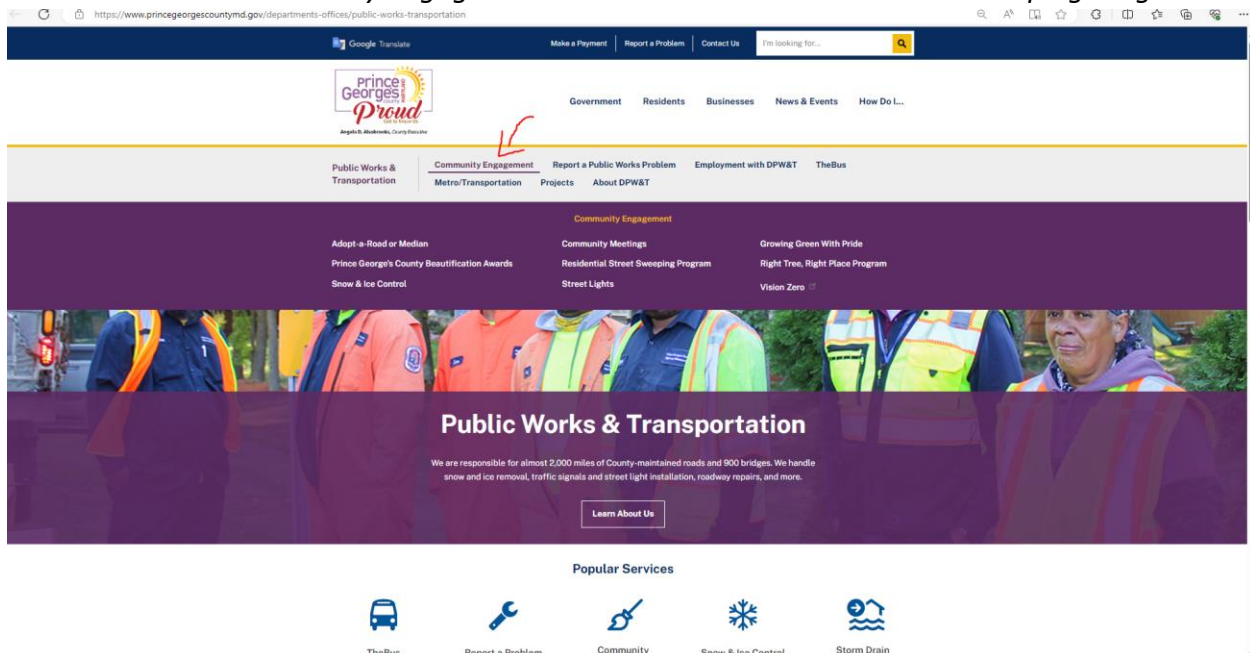 https://www.princegeorgescountymd.gov/departments-offices/public-works-transportation
Google Translate
Make a Payment
Report a Problem
Contact Us
I'm looking for...
Prince
George's
county
MARYLAND
Proud
Angela D. Alsobrooks, County Executive
Government
Residents
Businesses
News & Events
How Do I...
Public Works &
Transportation
Community Engagement
Report a Public Works Problem
Employment with DPW&T
TheBus
Metro/Transportation
Projects
About DPW&T
Community Engagement
Adopt-a-Road or Median
Community Meetings
Growing Green With Pride
Prince George's County Beautification Awards
Residential Street Sweeping Program
Right Tree, Right Place Program
Snow & Ice Control
Street Lights
Vision Zero
Public Works & Transportation
We are responsible for almost 2,000 miles of County-maintained roads and 900 bridges. We handle
snow and ice removal, traffic signals and street light installation, roadway repairs, and more.
Learn About Us
Popular Services
TheBus
Report a Problem
Community
Snow & Ice Control
Storm Drain